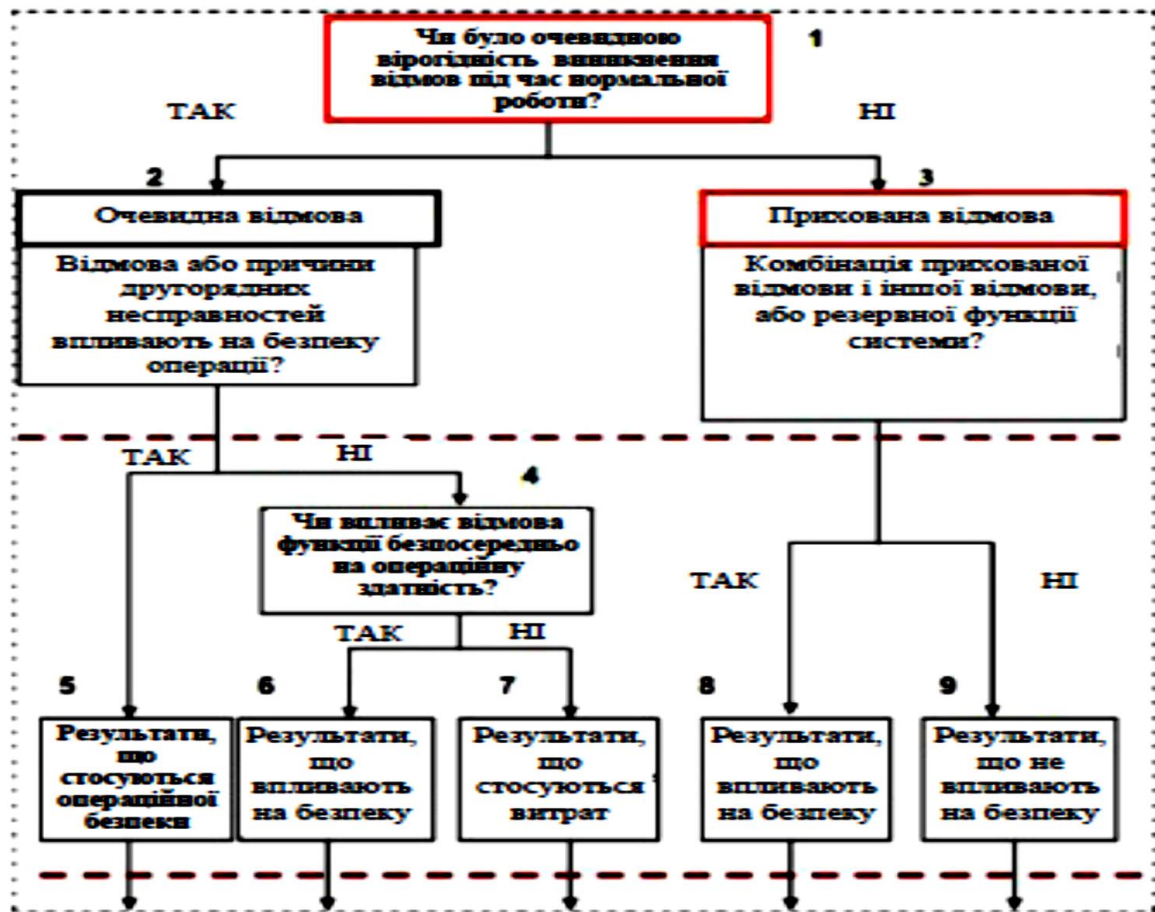 Чи було очевидною
вірогідність виникнення
відмов під час нормальної
роботи?
1
ТАК
НІ
2
3
Очевидна відмова
Прихована відмова
Відмова або причини
другорядних
несправностей
впливають на безпеку
операції?
Комбінація прихованої
відмови і іншої відмови,
або резервної функції
системи?
ТАК
НІ
4
Чи впливає відмова
функції безпосередньо
на операційну
здатність?
ТАК
НІ
ТАК
НІ
5
6
7
8
9
Результати,
що
стосуються
операційної
безпеки
Результати,
що
впливають
на безпеку
Результати,
що
стосуються
витрат
Результати,
що
впливають
на безпеку
Результати,
що не
впливають
на безпеку